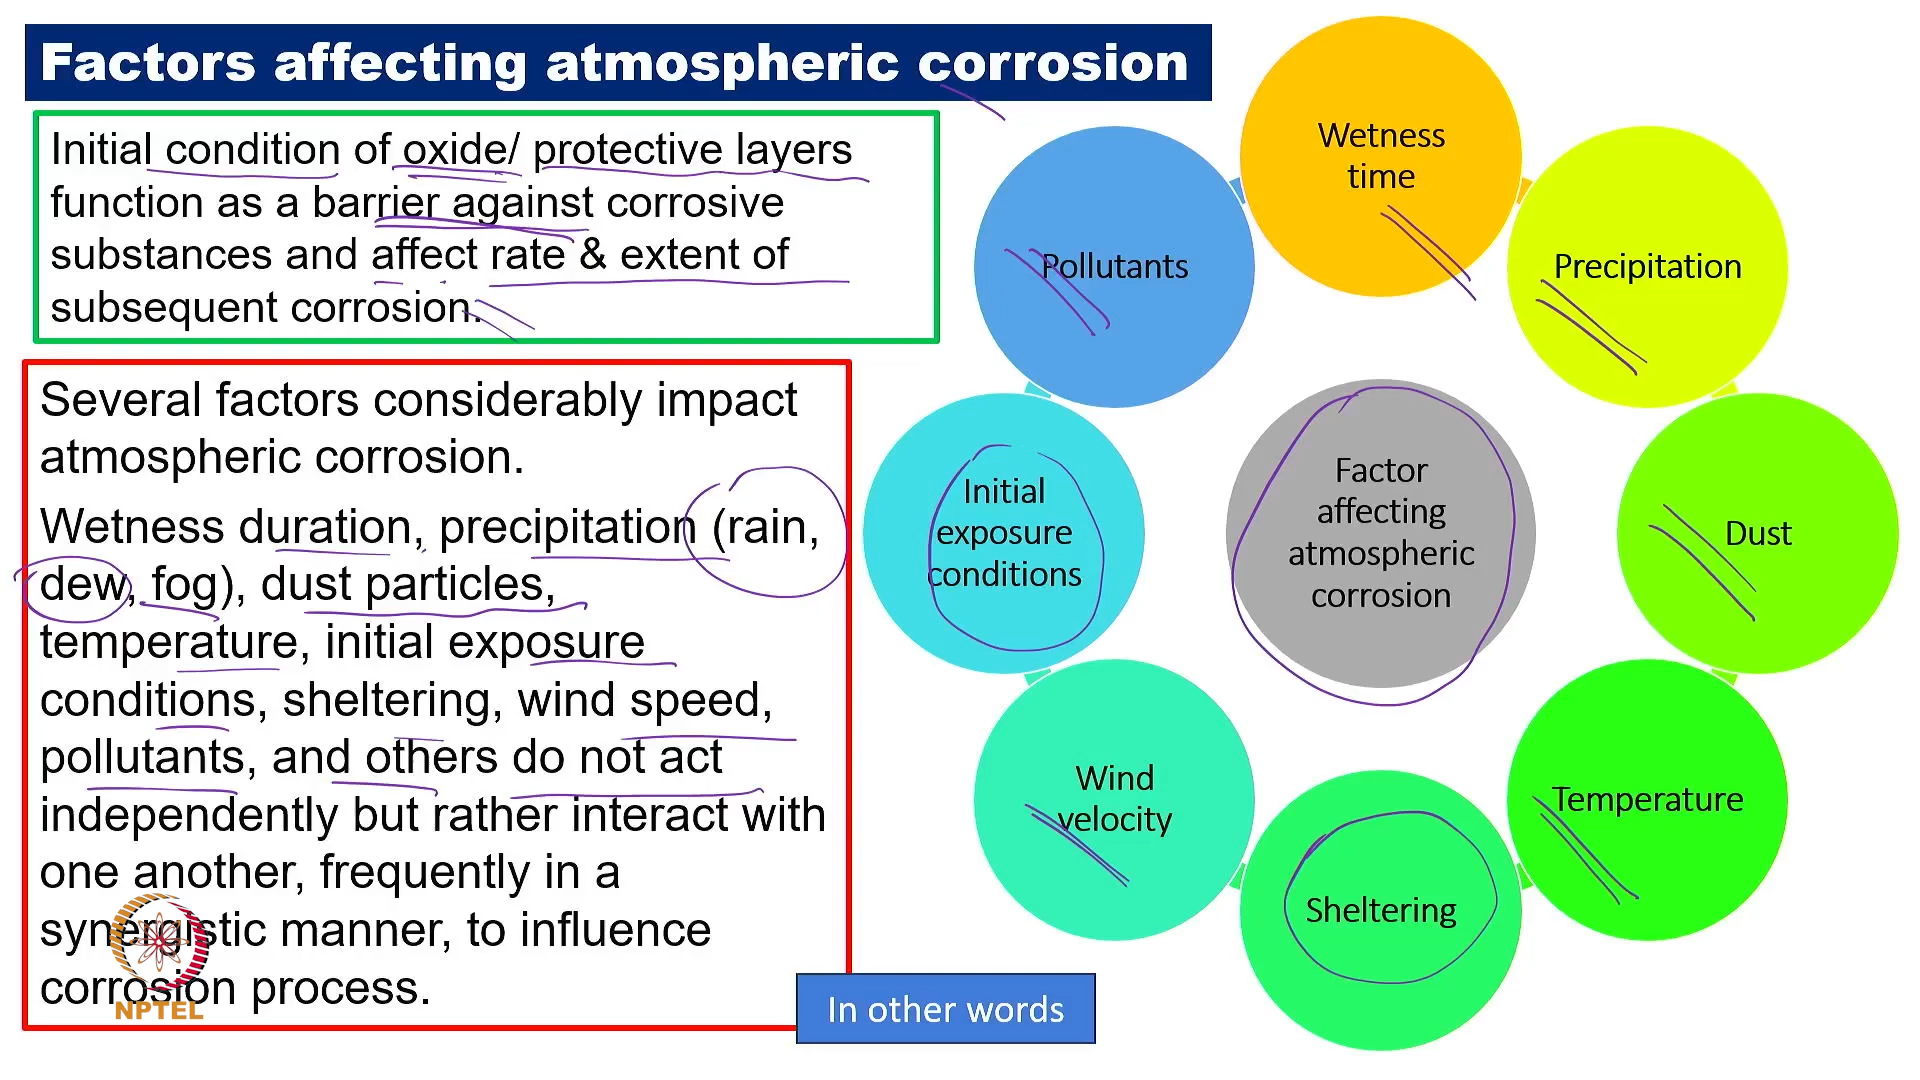 Factors affecting atmospheric corrosion
Initial condition of oxide/ protective layers
function as a barrier against corrosive
substances and affect rate & extent of
subsequent corrosion.
Several factors considerably impact
atmospheric corrosion.
Wetness duration, precipitation (rain,
dew, fog), dust particles,
temperature, initial exposure
conditions, sheltering, wind speed,
pollutants, and others do not act
independently but rather interact with
one another, frequently in a
synergistic manner, to influence
corrosion process.
NPTEL
In other words
Wetness
time
Precipitation
Dust
Temperature
Sheltering
Wind
velocity
Initial
exposure
conditions
Pollutants
Factor
affecting
atmospheric
corrosion